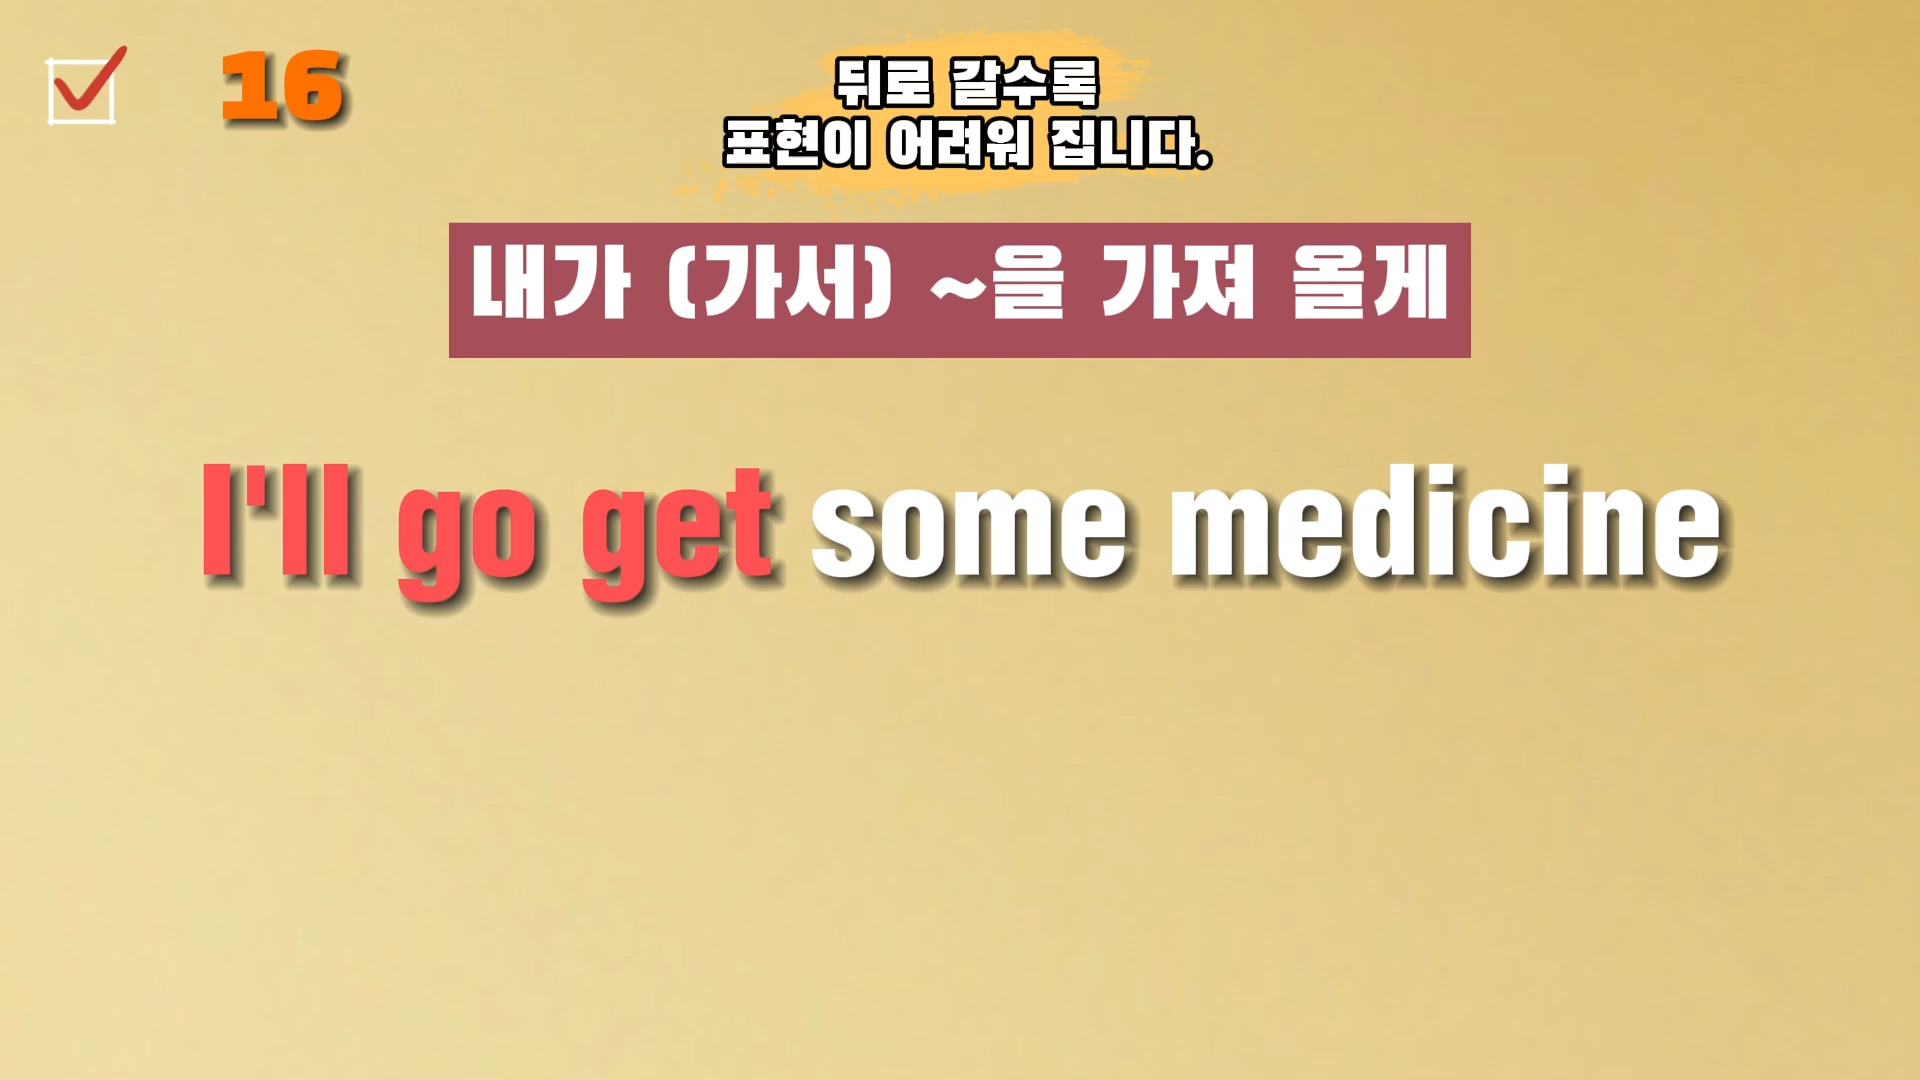 16
뒤로 갈수록
표현이 어려워 집니다.
내가 (가서) ~을 가져 올게
I'll go get some medicine